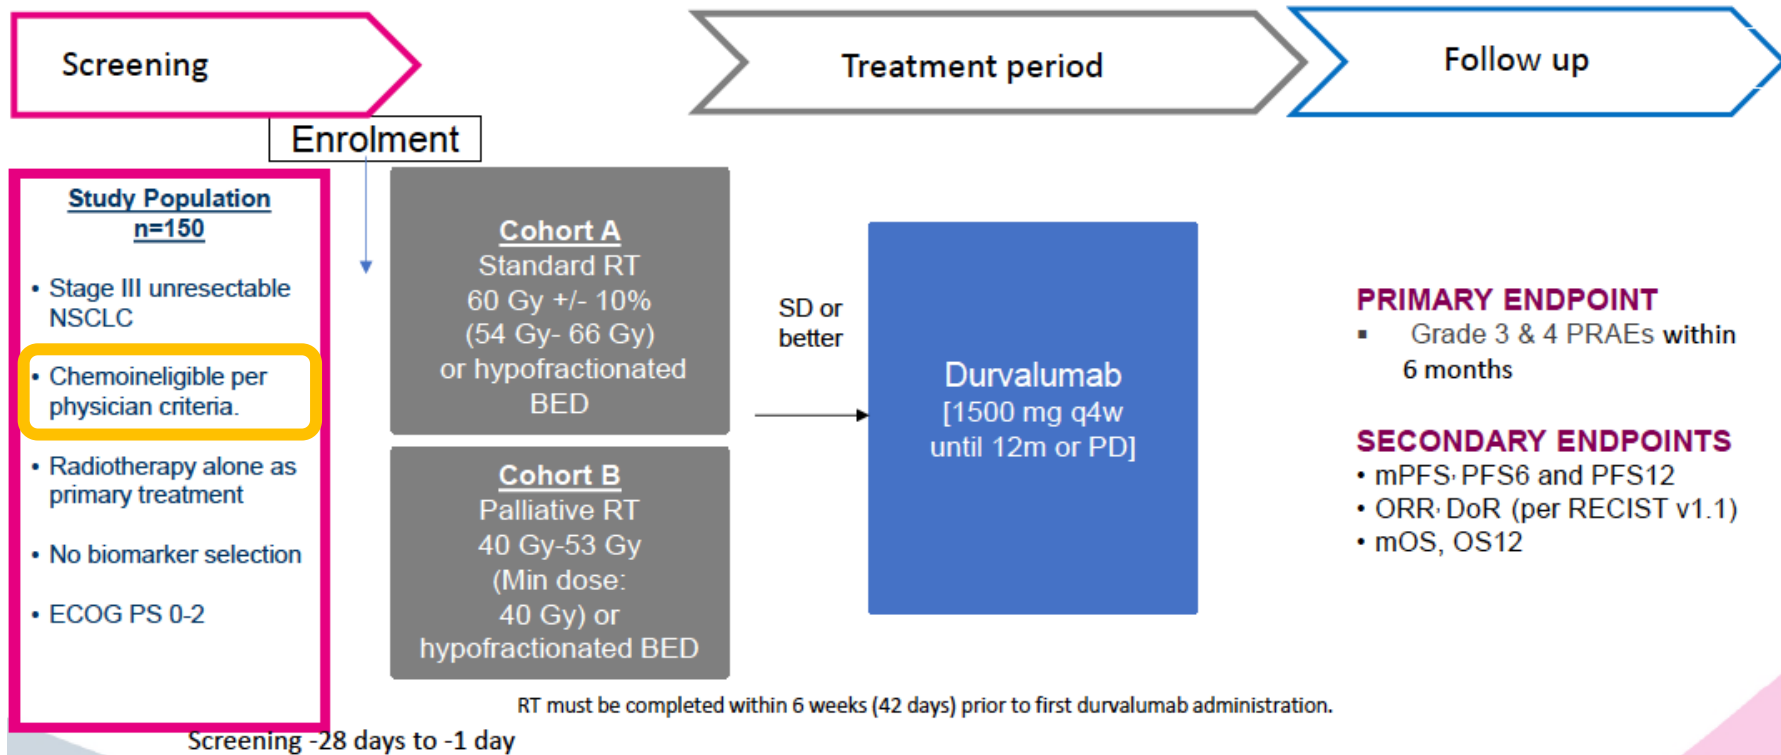 Screening
Treatment period
Follow up
Enrolment
Study Population
n=150
• Stage III unresectable
NSCLC
• Chemoineligible per
physician criteria.
• Radiotherapy alone as
primary treatment
• No biomarker selection
• ECOG PS 0-2
Cohort A
Standard RT
60 Gy +/- 10%
(54 Gy- 66 Gy)
or hypofractionated
BED
Cohort B
Palliative RT
40 Gy-53 Gy
(Min dose:
40 Gy) or
hypofractionated BED
SD or
better
Durvalumab
[1500 mg q4w
until 12m or PD]
PRIMARY ENDPOINT
▪ Grade 3 & 4 PRAEs within
6 months
SECONDARY ENDPOINTS
• mPFS, PFS6 and PFS12
• ORR, DoR (per RECIST v1.1)
• mOS, OS12
RT must be completed within 6 weeks (42 days) prior to first durvalumab administration.
Screening -28 days to -1 day